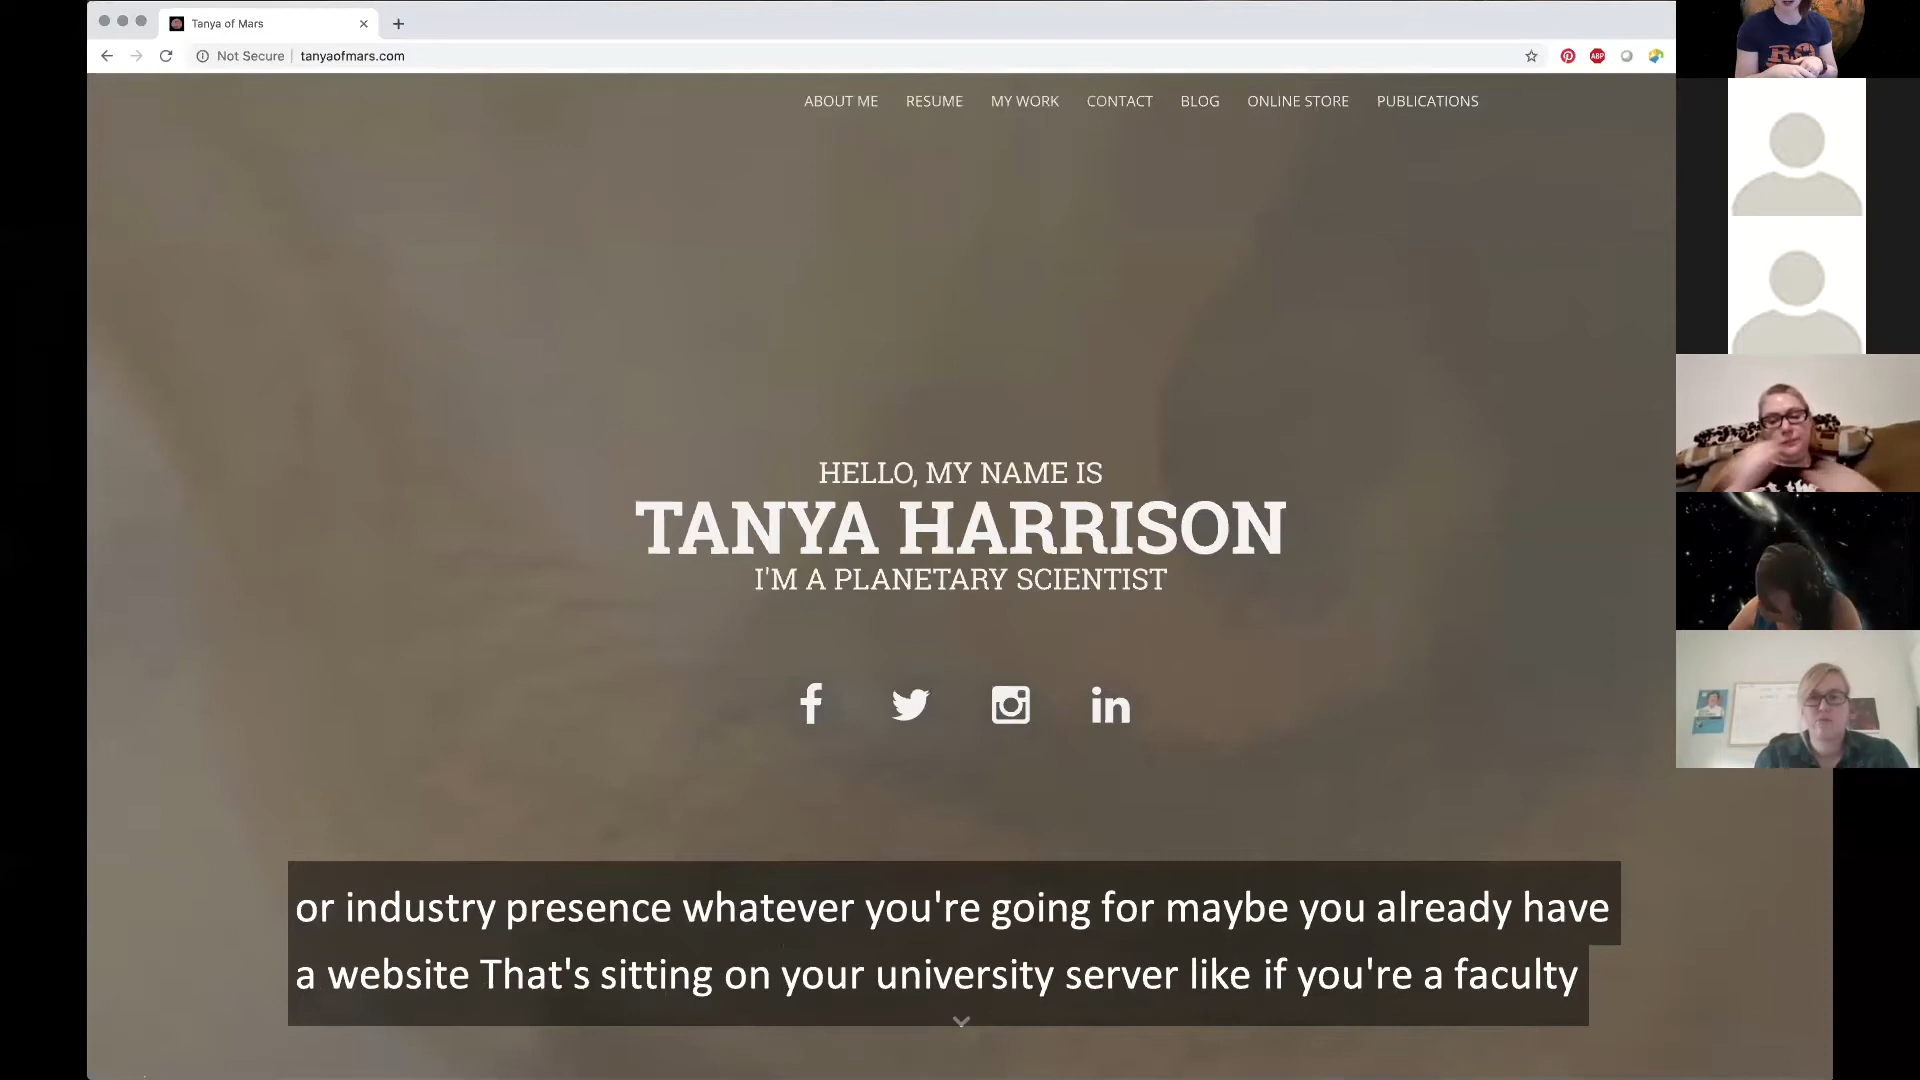 Tanya of Mars
Not Secure tanyaofmars.com
ABP
ABOUT ME RESUME MY WORK CONTACT BLOG ONLINE STORE PUBLICATIONS
HELLO, MY NAME IS
TANYA HARRISON
I'M A PLANETARY SCIENTIST
or industry presence whatever you're going for maybe you already have
a website That's sitting on your university server like if you're a faculty